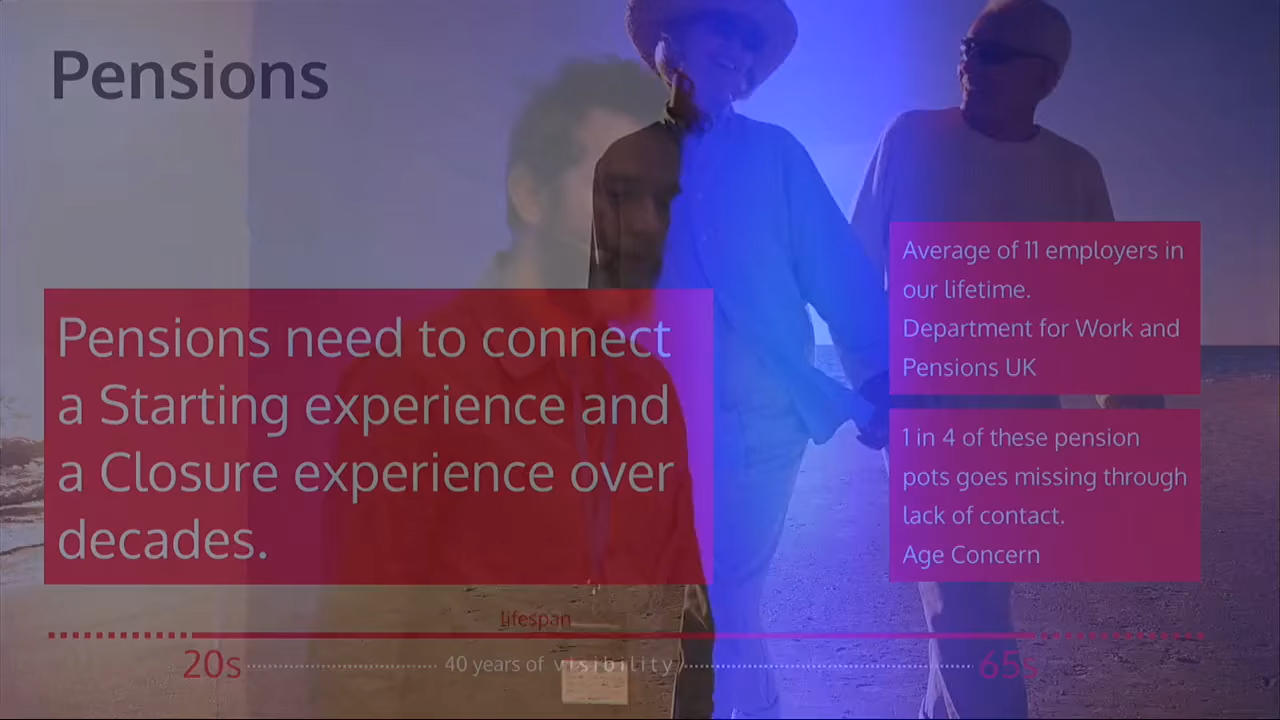 Pensions
Pensions need to connect
a Starting experience and
a Closure experience over
decades.
Average of 11 employers in
our lifetime.
Department for Work and
Pensions UK
1 in 4 of these pension
pots goes missing through
lack of contact.
Age Concern
lifespan
20s
40 years of visibility
65s